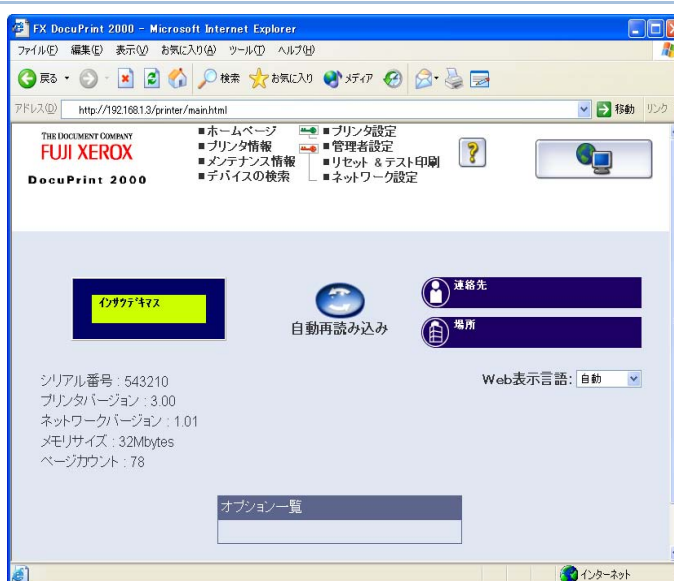 FX DocuPrint 2000 - Microsoft Internet Explorer
ファイル(F) 編集(E) 表示(V) お気に入り(A) ツール(T) ヘルプ(H)
戻る 検索 お気に入り メディア
アドレス(D) http://192.168.1.3/printer/main.html 移動 リンク
THE DOCUMENT COMPANY
FUJI XEROX
DocuPrint 2000
■ホームページ ■プリンタ設定
■プリンタ情報 ■管理者設定
■メンテナンス情報 ■リセット & テスト印刷
■デバイスの検索 ■ネットワーク設定
?
インサツデキマス
自動再読み込み
連絡先
場所
シリアル番号 : 543210
プリンタバージョン : 3.00
ネットワークバージョン : 1.01
メモリサイズ : 32Mbytes
ページカウント : 78
Web表示言語: 自動
オプション一覧
インターネット